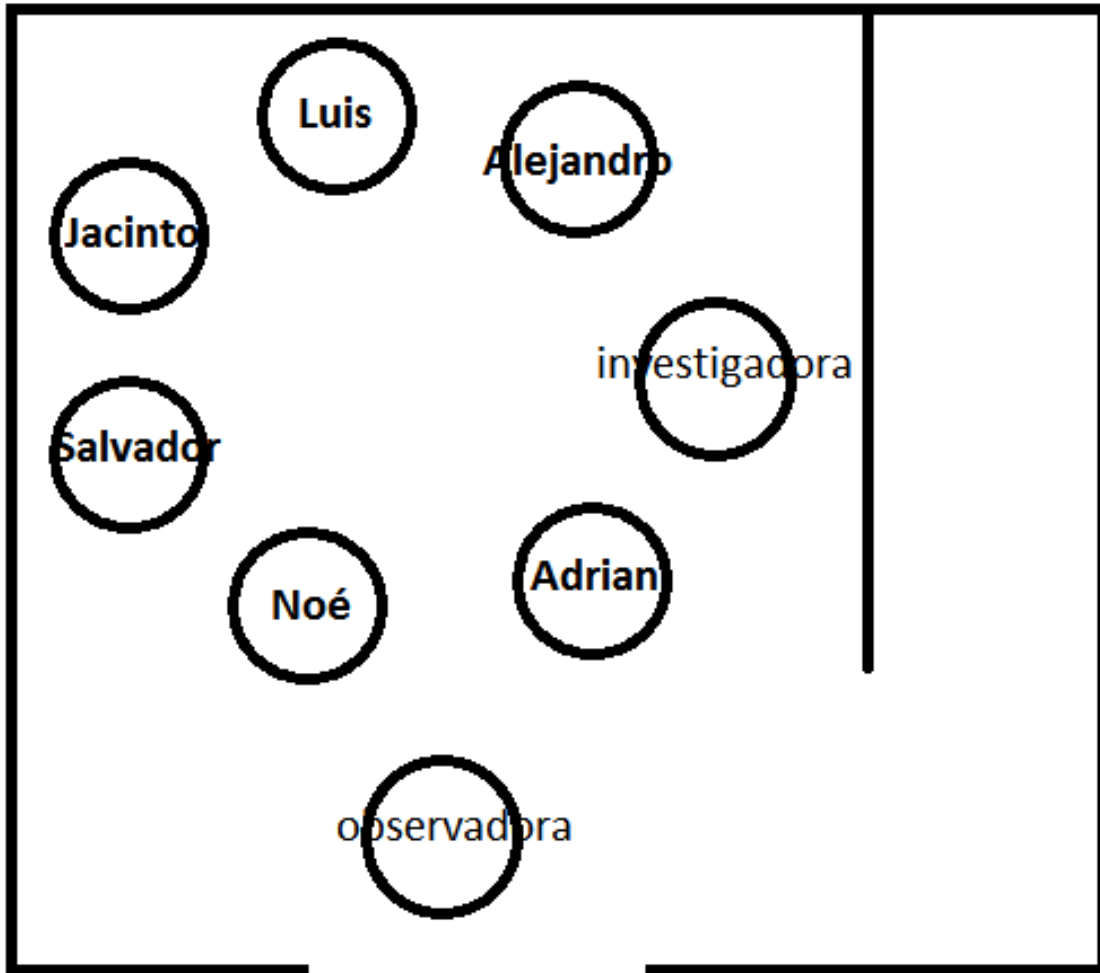 Luis
Alejandro
Jacinto
investigadora
Salvador
Adrian
Noé
observadora